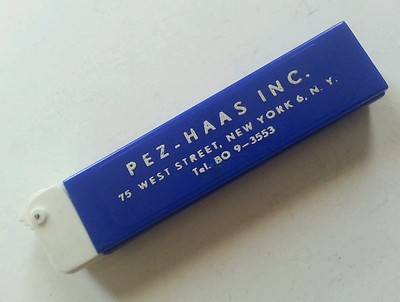 PEZ-HAAS INC.
75 WEST STREET, NEW YORK 6, N. Y.
Tel. BO 9-3553